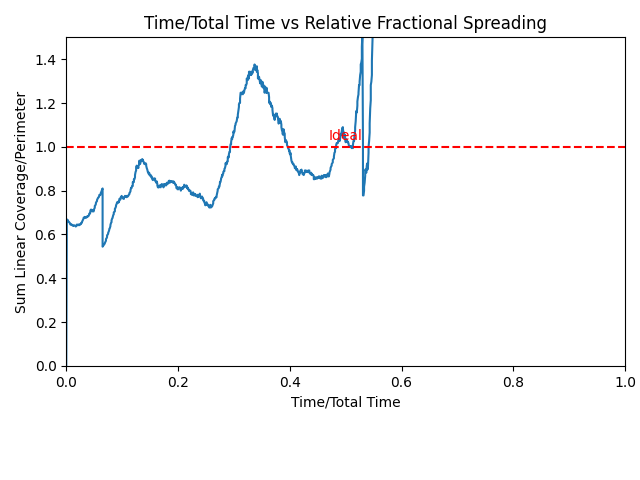 Time/Total Time vs Relative Fractional Spreading
Sum Linear Coverage/Perimeter
1.4
1.2
1.0
0.8
0.6
0.4
0.2
0.0
Ideal
0.0 0.2 0.4 0.6 0.8 1.0
Time/Total Time